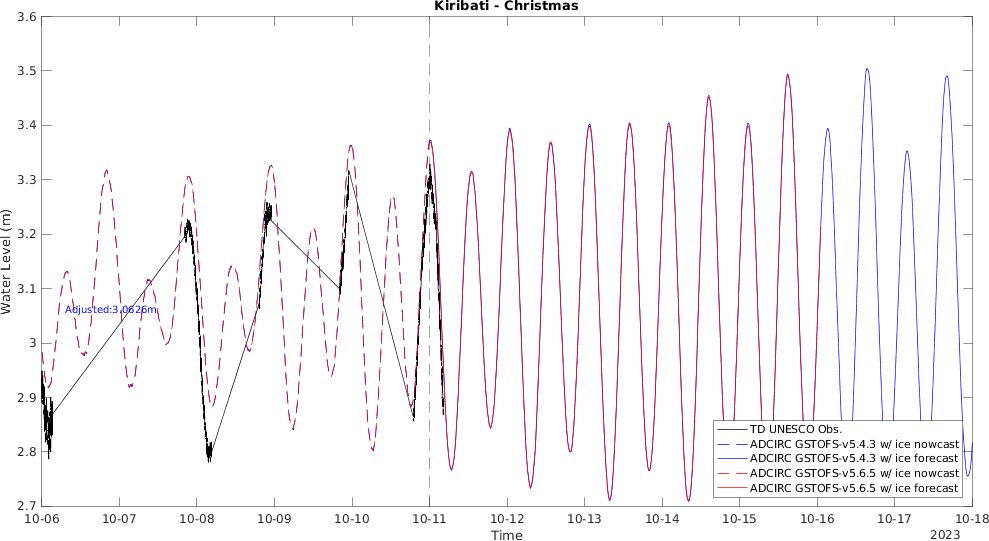 Kiribati - Christmas
3.6
3.5
3.4
3.3
3.2
3.1
3
2.9
2.8
2.7
Water Level (m)
Adjusted:3.0626m
TD UNESCO Obs.
ADCIRC GSTOFS-v5.4.3 w/ ice nowcast
ADCIRC GSTOFS-v5.4.3 w/ ice forecast
ADCIRC GSTOFS-v5.6.5 w/ ice nowcast
ADCIRC GSTOFS-v5.6.5 w/ ice forecast
10-06 10-07 10-08 10-09 10-10 10-11 10-12 10-13 10-14 10-15 10-16 10-17 10-18
Time
2023